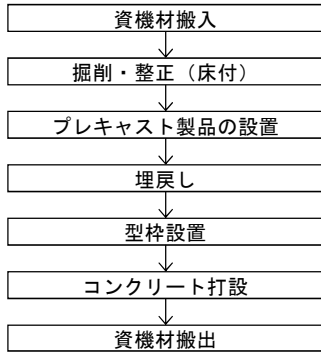 資機材搬入
掘削・整正（床付）
プレキャスト製品の設置
埋戻し
型枠設置
コンクリート打設
資機材搬出